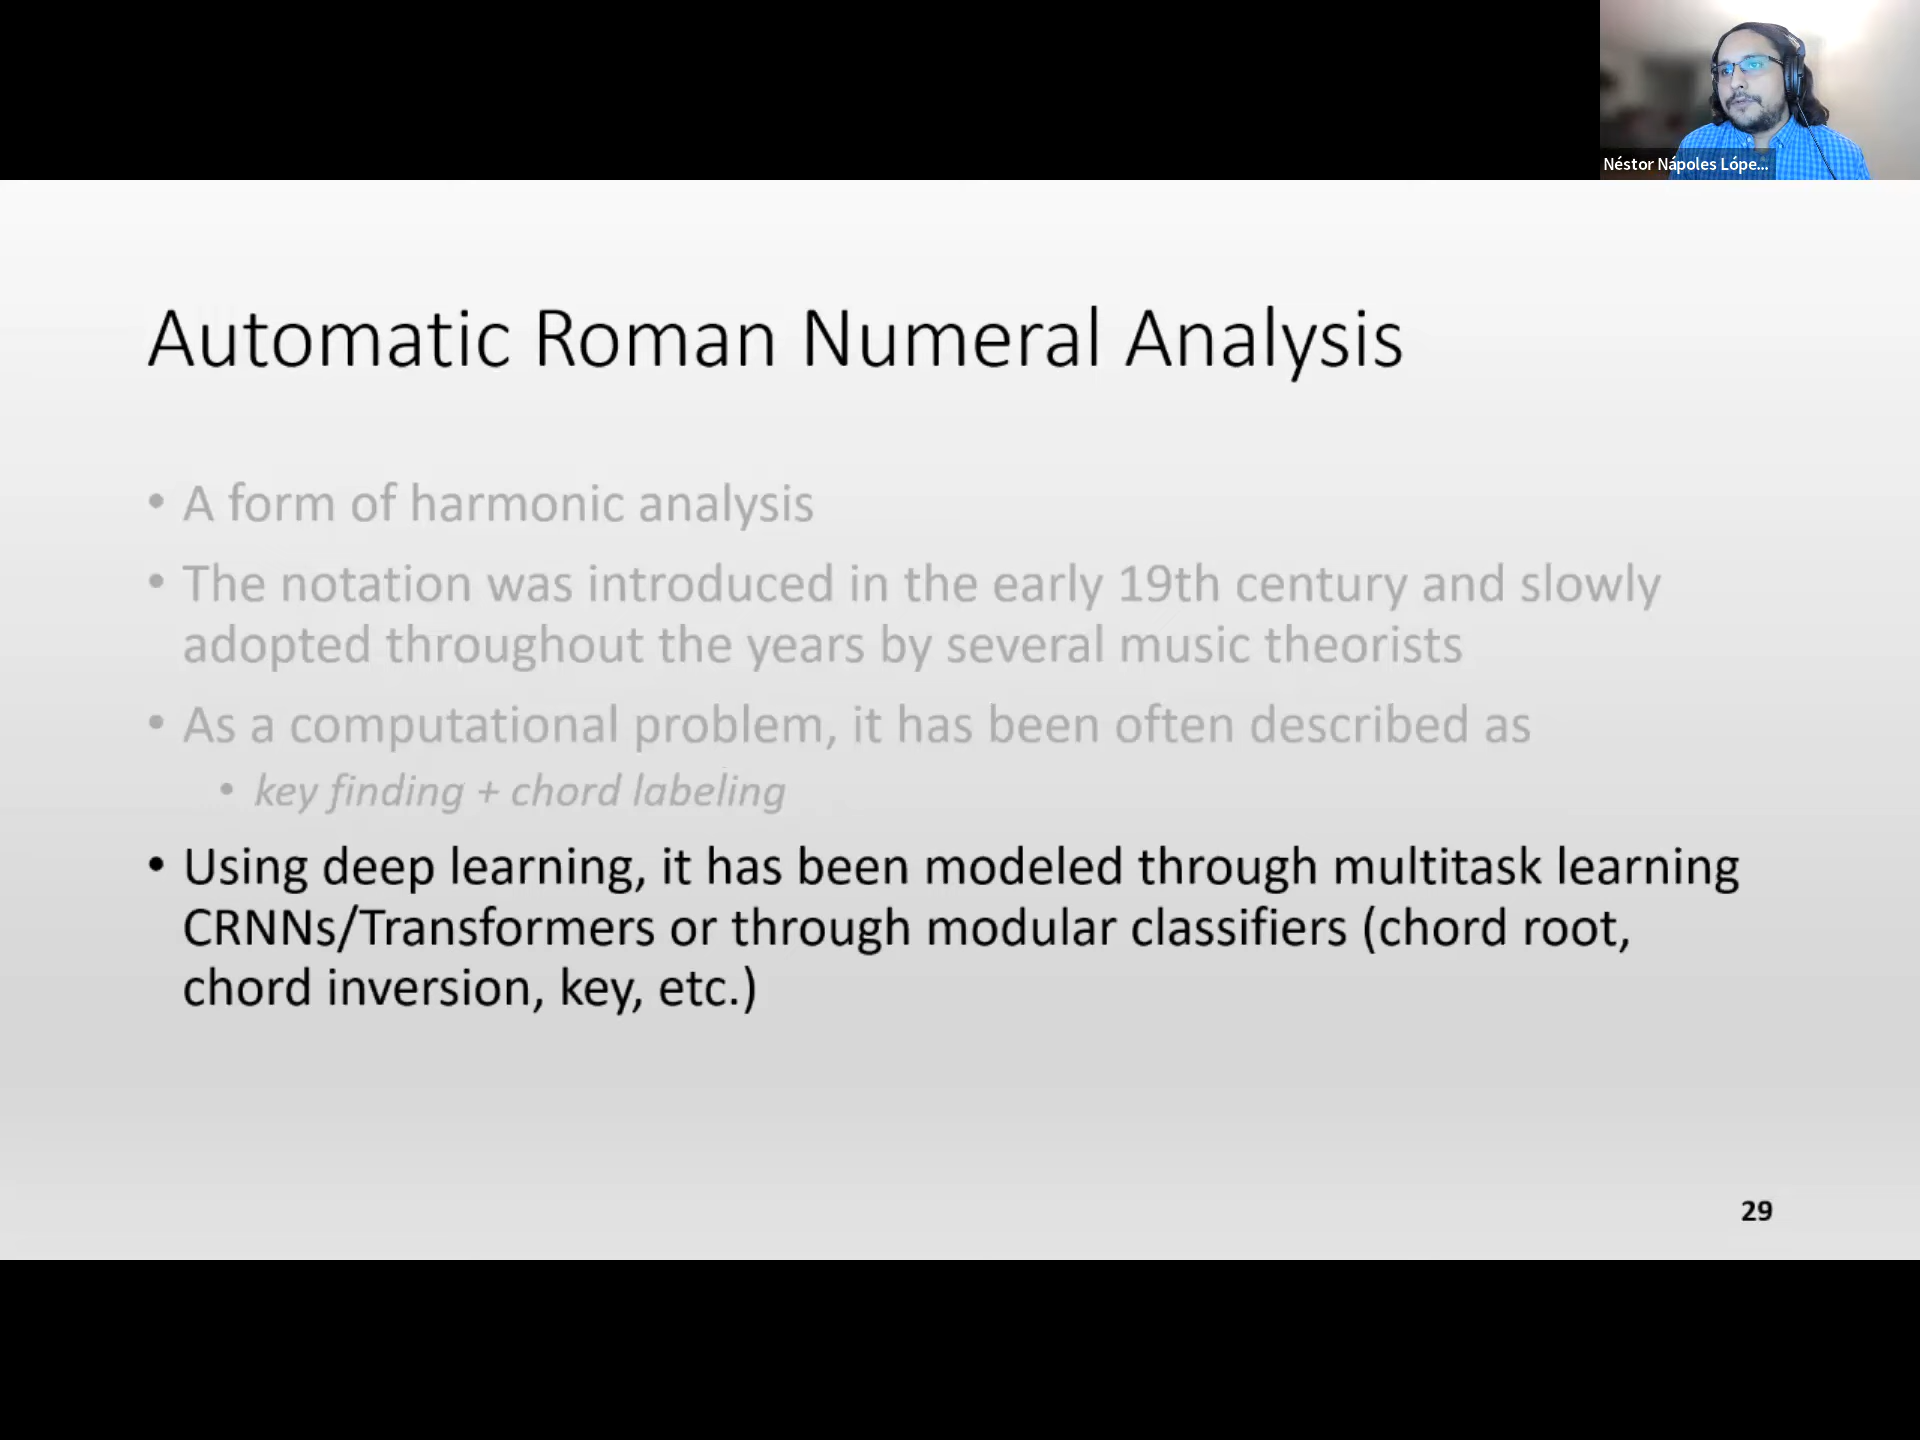 Néstor Nápoles Lópe...
Automatic Roman Numeral Analysis
• A form of harmonic analysis
• The notation was introduced in the early 19th century and slowly
adopted throughout the years by several music theorists
• As a computational problem, it has been often described as
• key finding + chord labeling
• Using deep learning, it has been modeled through multitask learning
CRNNs/Transformers or through modular classifiers (chord root,
chord inversion, key, etc.)
29